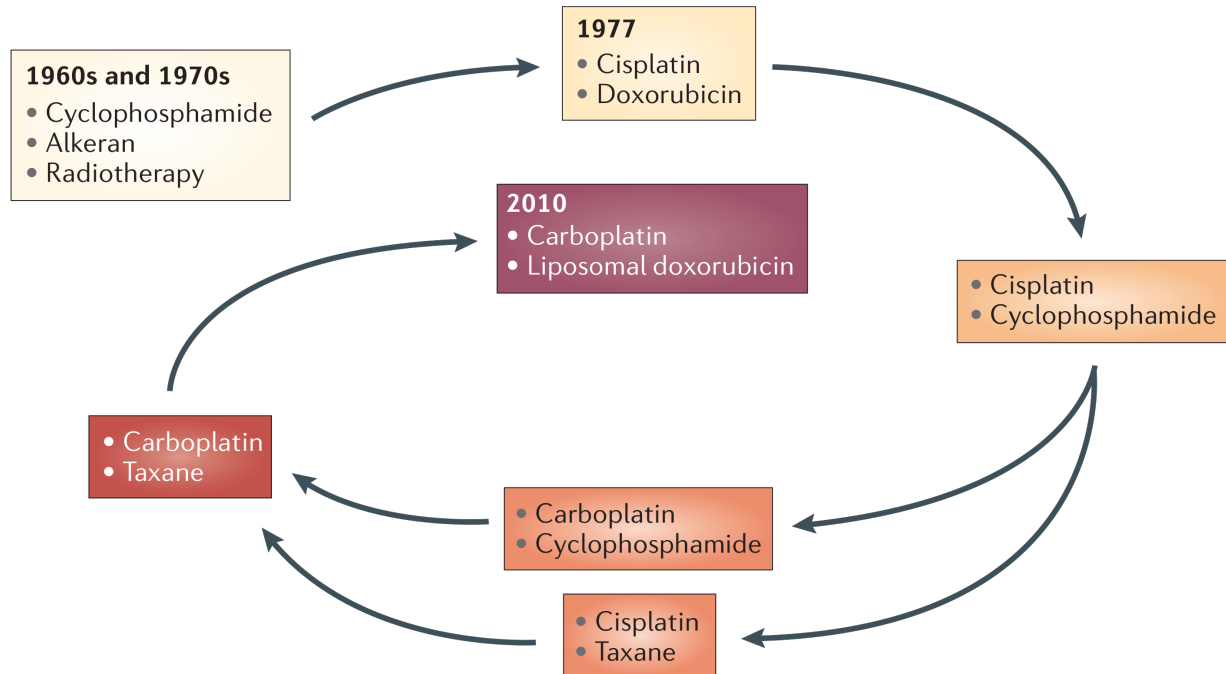 1960s and 1970s
• Cyclophosphamide
• Alkeran
• Radiotherapy
1977
• Cisplatin
• Doxorubicin
• Cisplatin
• Cyclophosphamide
• Carboplatin
• Cyclophosphamide
• Cisplatin
• Taxane
• Carboplatin
• Taxane
2010
• Carboplatin
• Liposomal doxorubicin